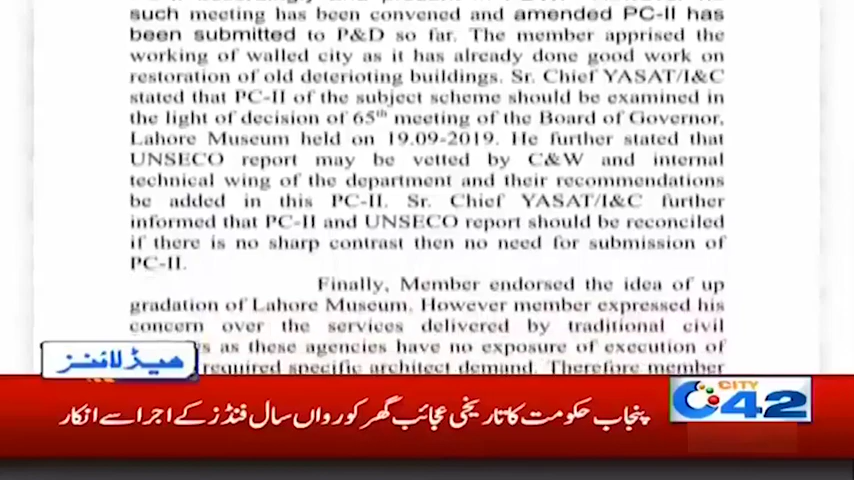 such meeting has been convened and amended PC-II has
been submitted to P&D so far. The member apprised the
working of walled city as it has already done good work on
restoration of old deterioting buildings. Sr. Chief YASAT/I&C
stated that PC-II of the subject scheme should be examined in
the light of decision of 65th meeting of the Board of Governor,
Lahore Museum held on 19.09-2019. He further stated that
UNSECO report may be vetted by C&W and internal
technical wing of the department and their recommendations
be added in this PC-II. Sr. Chief YASAT/I&C further
informed that PC-II and UNSECO report should be reconciled
if there is no sharp contrast then no need for submission of
PC-II.
Finally, Member endorsed the idea of up
gradation of Lahore Museum. However member expressed his
concern over the services delivered by traditional civil
as these agencies have no exposure of execution of
required specific architect demand. Therefore member
ہیڈلائنز
پنجاب حکومت کا تاریخی عجائب گھر کو رواں سال فنڈز کے اجرا سے انکار
CITY
42